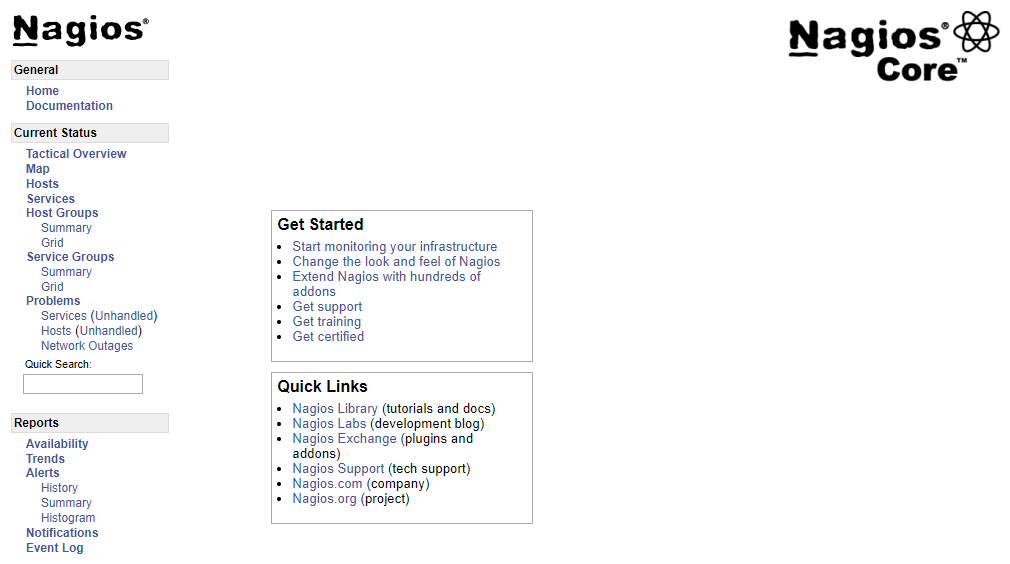 Nagios®
General
Home
Documentation
Current Status
Tactical Overview
Map
Hosts
Services
Host Groups
Summary
Grid
Service Groups
Summary
Grid
Problems
Services (Unhandled)
Hosts (Unhandled)
Network Outages
Quick Search:
Reports
Availability
Trends
Alerts
History
Summary
Histogram
Notifications
Event Log
Nagios®
Core™
Get Started
Start monitoring your infrastructure
Change the look and feel of Nagios
Extend Nagios with hundreds of
addons
Get support
Get training
Get certified
Quick Links
Nagios Library (tutorials and docs)
Nagios Labs (development blog)
Nagios Exchange (plugins and
addons)
Nagios Support (tech support)
Nagios.com (company)
Nagios.org (project)